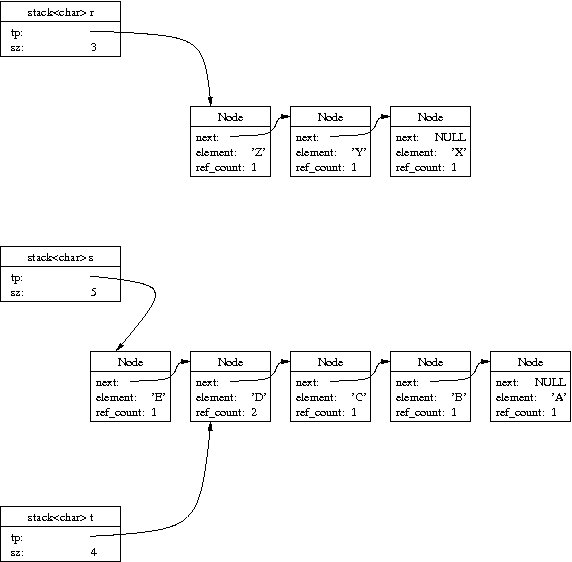 stack<char> r
tp:
sz: 3
Node Node Node
next: next: next: NULL
element: 'Z' element: 'Y' element: 'X'
ref_count: 1 ref_count: 1 ref_count: 1
stack<char> s
tp:
sz: 5
Node Node Node Node Node
next: next: next: next: next: NULL
element: 'E' element: 'D' element: 'C' element: 'B' element: 'A'
ref_count: 1 ref_count: 2 ref_count: 1 ref_count: 1 ref_count: 1
stack<char> t
tp:
sz: 4